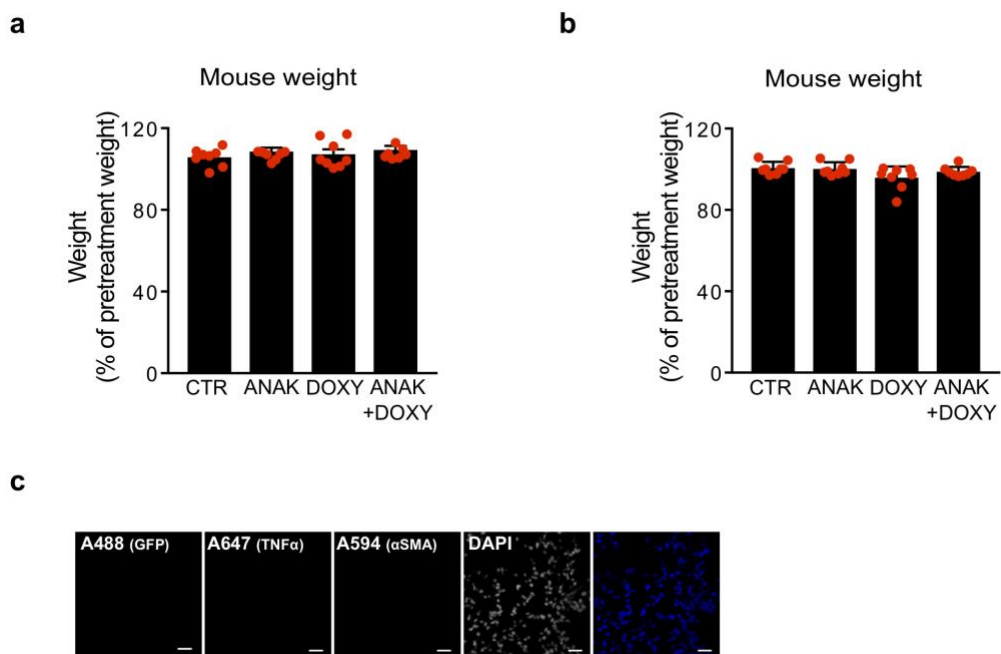 a
Mouse weight
Weight
(% of pretreatment weight)
120
80
40
0
CTR ANAK DOXY ANAK
+DOXY
b
Mouse weight
Weight
(% of pretreatment weight)
120
80
40
0
CTR ANAK DOXY ANAK
+DOXY
c
A488 (GFP) A647 (TNFα) A594 (αSMA) DAPI